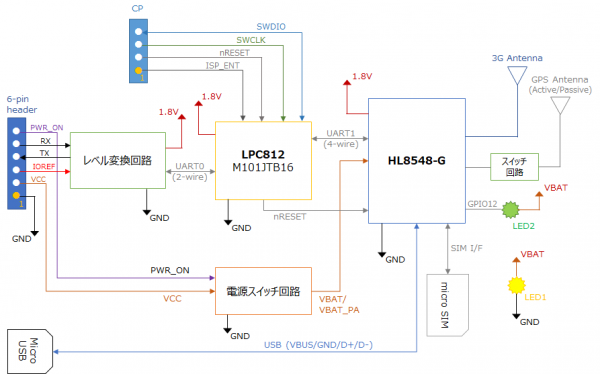 CP
SWDIO
SWCLK
nRESET
ISP_ENT
1
3G Antenna
GPS Antenna
(Active/Passive)
6-pin
header
PWR_ON
RX
TX
IOREF
VCC
1
GND
1.8V
1.8V
1.8V
レベル変換回路
UART0
(2-wire)
GND
LPC812
M101JTB16
GND
nRESET
UART1
(4-wire)
HL8548-G
GND
スイッチ
回路
GPIO12
VBAT
LED2
SIM I/F
micro SIM
VBAT
LED1
GND
PWR_ON
VCC
電源スイッチ回路
VBAT/
VBAT_PA
GND
Micro
USB
USB (VBUS/GND/D+/D-)